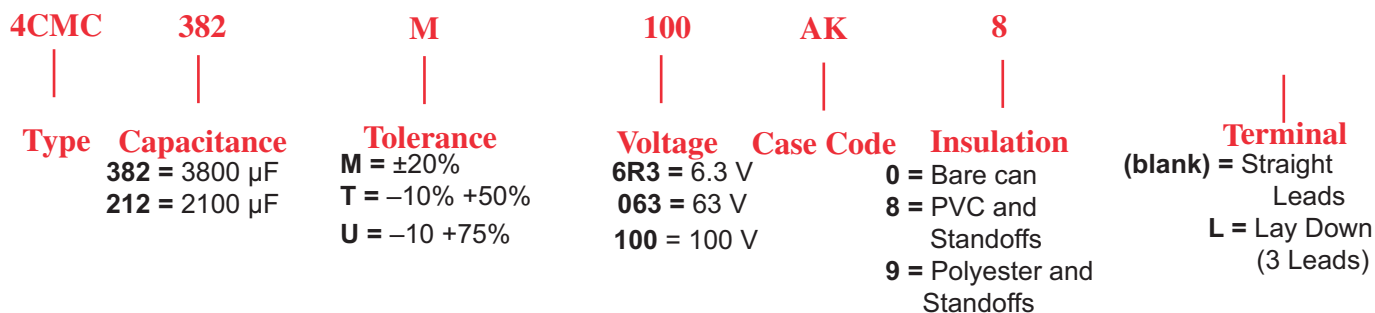 4CMC 382 M 100 AK 8
Type Capacitance Tolerance Voltage Case Code Insulation Terminal
382 = 3800 µF
212 = 2100 µF
M = ±20%
T = –10% +50%
U = –10 +75%
6R3 = 6.3 V
063 = 63 V
100 = 100 V
0 = Bare can
8 = PVC and
Standoffs
9 = Polyester and
Standoffs
(blank) = Straight
Leads
L = Lay Down
(3 Leads)